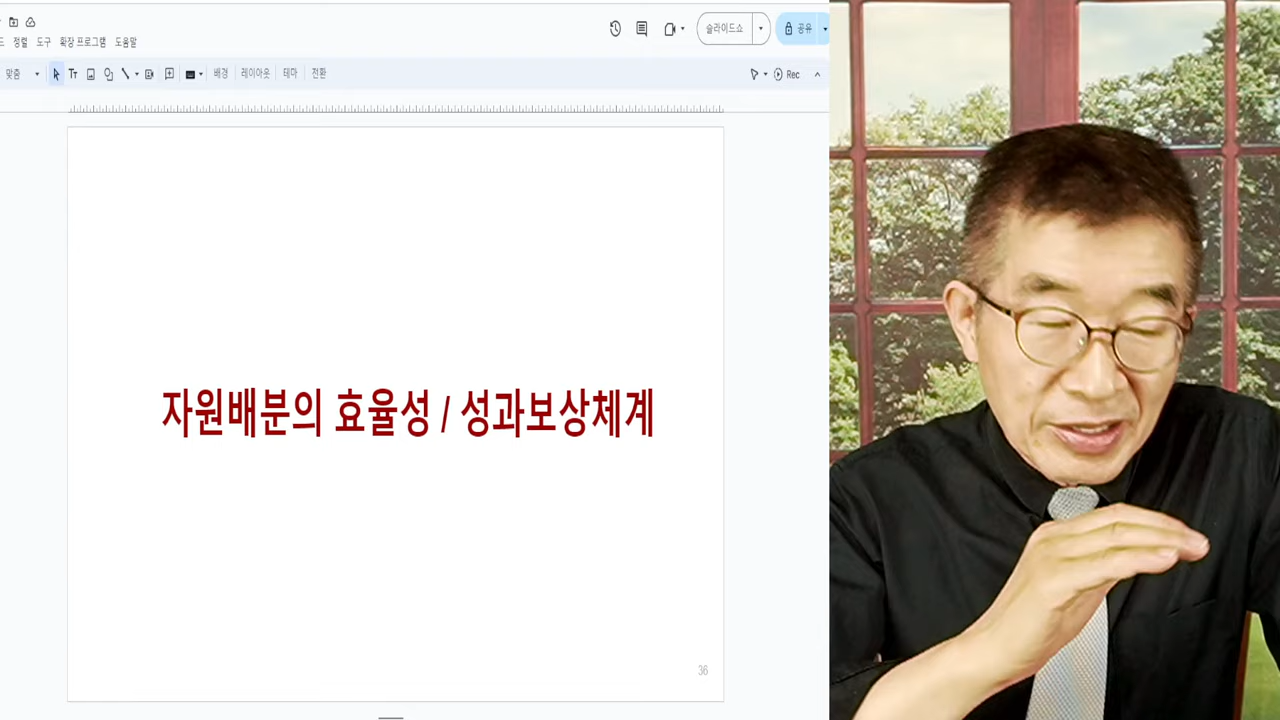 슬라이드쇼
공유
정렬 도구 확장 프로그램 도움말
맞춤 배경 레이아웃 테마 전환 Rec
자원배분의 효율성 / 성과보상체계
36